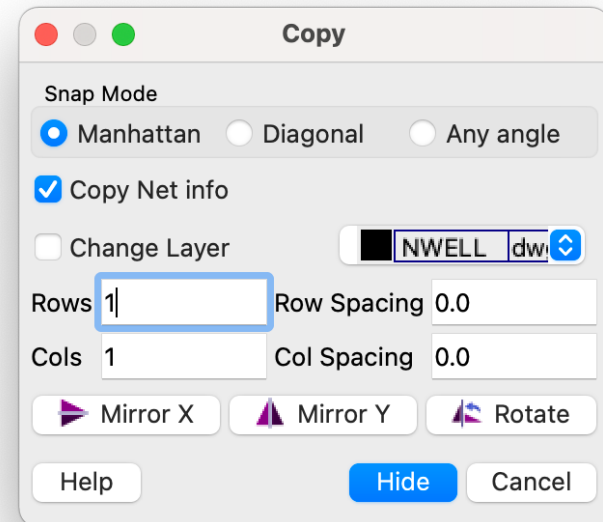 Copy
Snap Mode
Manhattan Diagonal Any angle
Copy Net info
Change Layer NWELL
Rows 1 Row Spacing 0.0
Cols 1 Col Spacing 0.0
Mirror X Mirror Y Rotate
Help Hide Cancel